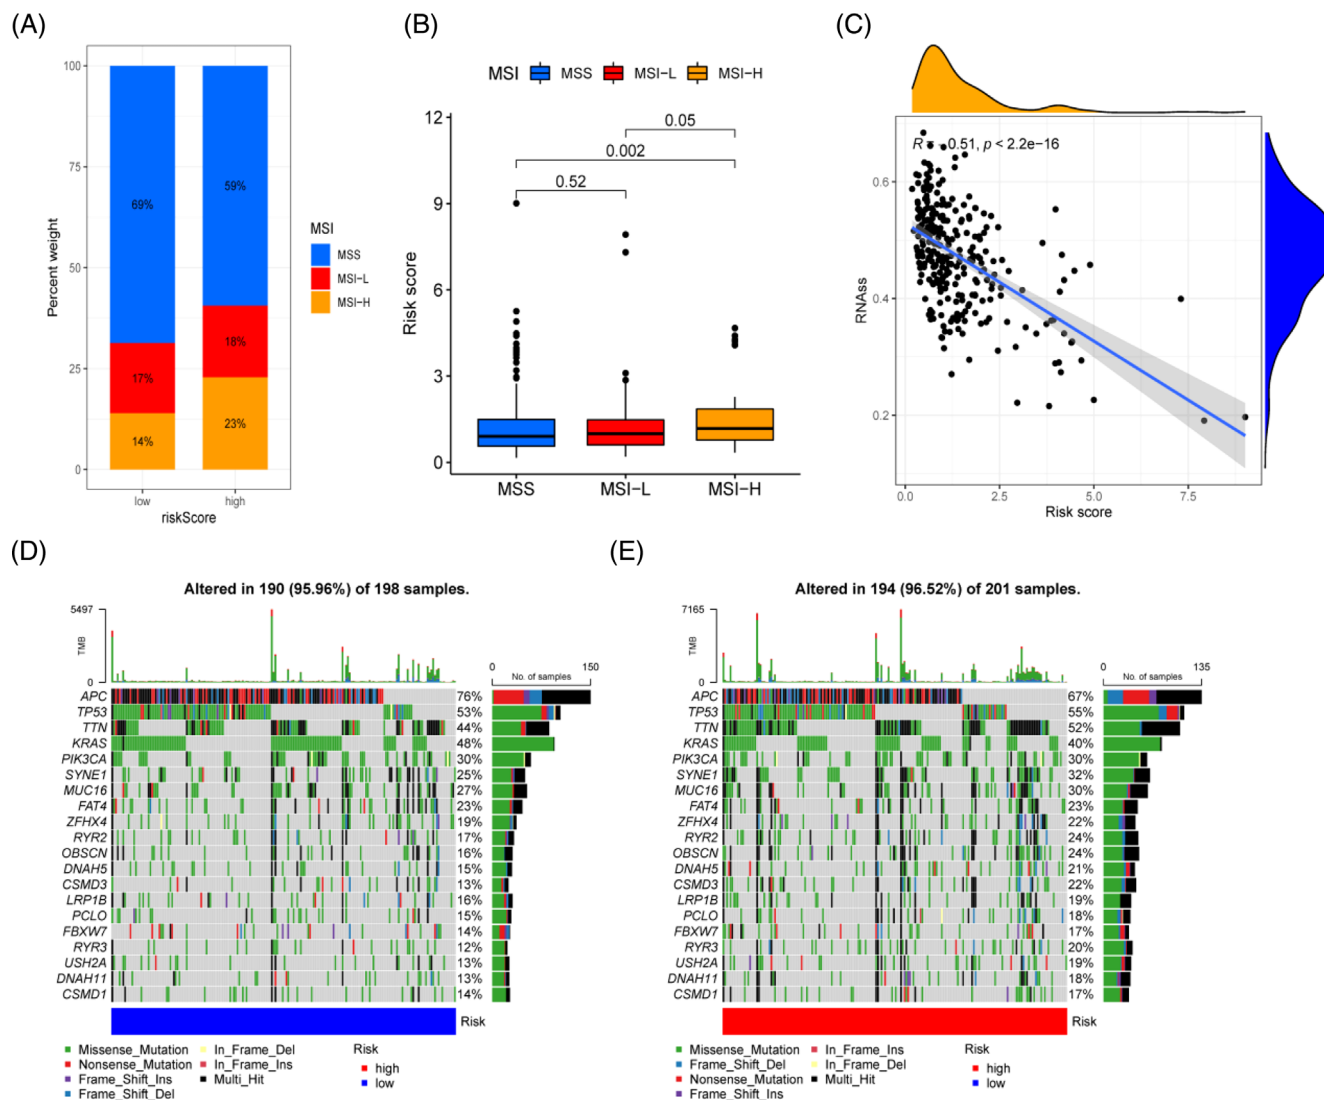 (A)
100
75
50
25
0
Percent weight
69%
17%
14%
59%
18%
23%
low
high
riskScore
MSI
MSS
MSI-L
MSI-H
(B)
MSI
MSS
MSI-L
MSI-H
12
9
6
3
0
Risk score
0.05
0.002
0.52
MSS
MSI-L
MSI-H
(C)
R = -0.51, p < 2.2e-16
0.6
0.4
0.2
RNAss
0.0
2.5
5.0
7.5
Risk score
(D)
Altered in 190 (95.96%) of 198 samples.
5497
0
TMB
0
150
No. of samples
APC 76%
TP53 53%
TTN 44%
KRAS 48%
PIK3CA 30%
SYNE1 25%
MUC16 27%
FAT4 23%
ZFHX4 19%
RYR2 17%
OBSCN 16%
DNAH5 15%
CSMD3 13%
LRP1B 16%
PCLO 15%
FBXW7 14%
RYR3 12%
USH2A 13%
DNAH11 13%
CSMD1 14%
Risk
Missense_Mutation
Nonsense_Mutation
Frame_Shift_Ins
Frame_Shift_Del
In_Frame_Del
In_Frame_Ins
Multi_Hit
Risk
high
low
(E)
Altered in 194 (96.52%) of 201 samples.
7165
0
TMB
0
135
No. of samples
APC 67%
TP53 55%
TTN 52%
KRAS 40%
PIK3CA 30%
SYNE1 32%
MUC16 30%
FAT4 23%
ZFHX4 22%
RYR2 24%
OBSCN 24%
DNAH5 21%
CSMD3 22%
LRP1B 19%
PCLO 18%
FBXW7 17%
RYR3 20%
USH2A 19%
DNAH11 18%
CSMD1 17%
Risk
Missense_Mutation
Frame_Shift_Del
Nonsense_Mutation
Frame_Shift_Ins
In_Frame_Ins
In_Frame_Del
Multi_Hit
Risk
high
low